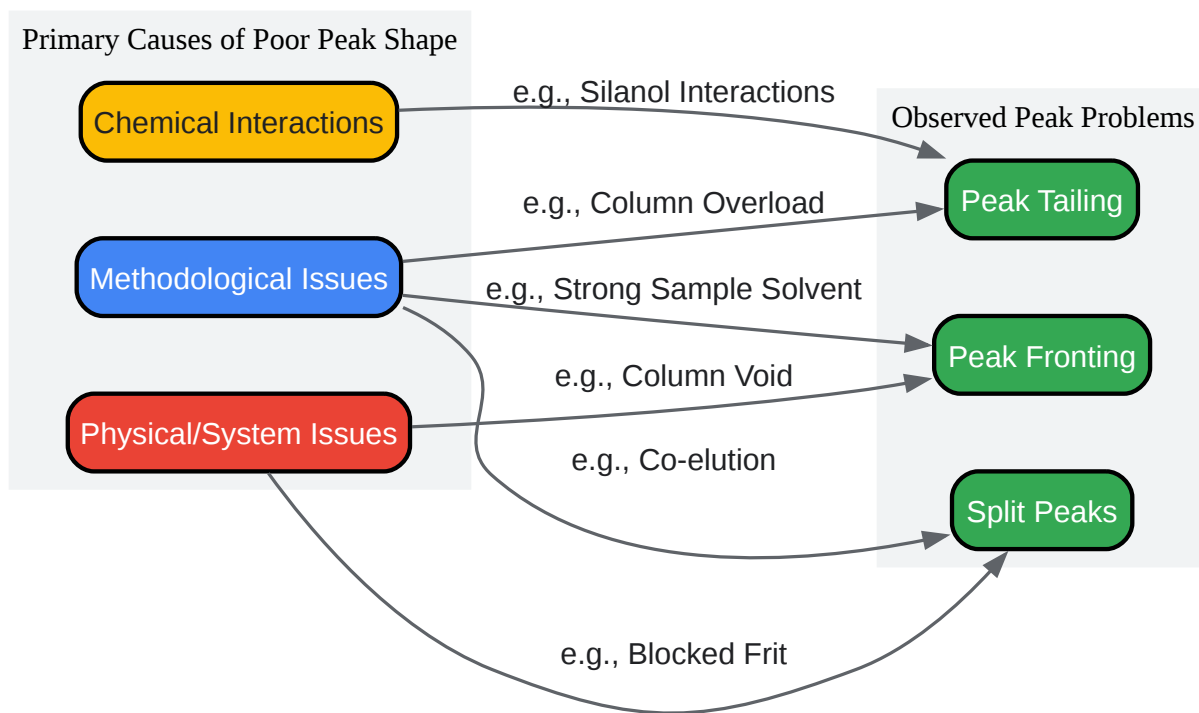 Primary Causes of Poor Peak Shape
Chemical Interactions
Methodological Issues
Physical/System Issues
e.g., Silanol Interactions
e.g., Column Overload
e.g., Strong Sample Solvent
e.g., Column Void
e.g., Co-elution
e.g., Blocked Frit
Observed Peak Problems
Peak Tailing
Peak Fronting
Split Peaks